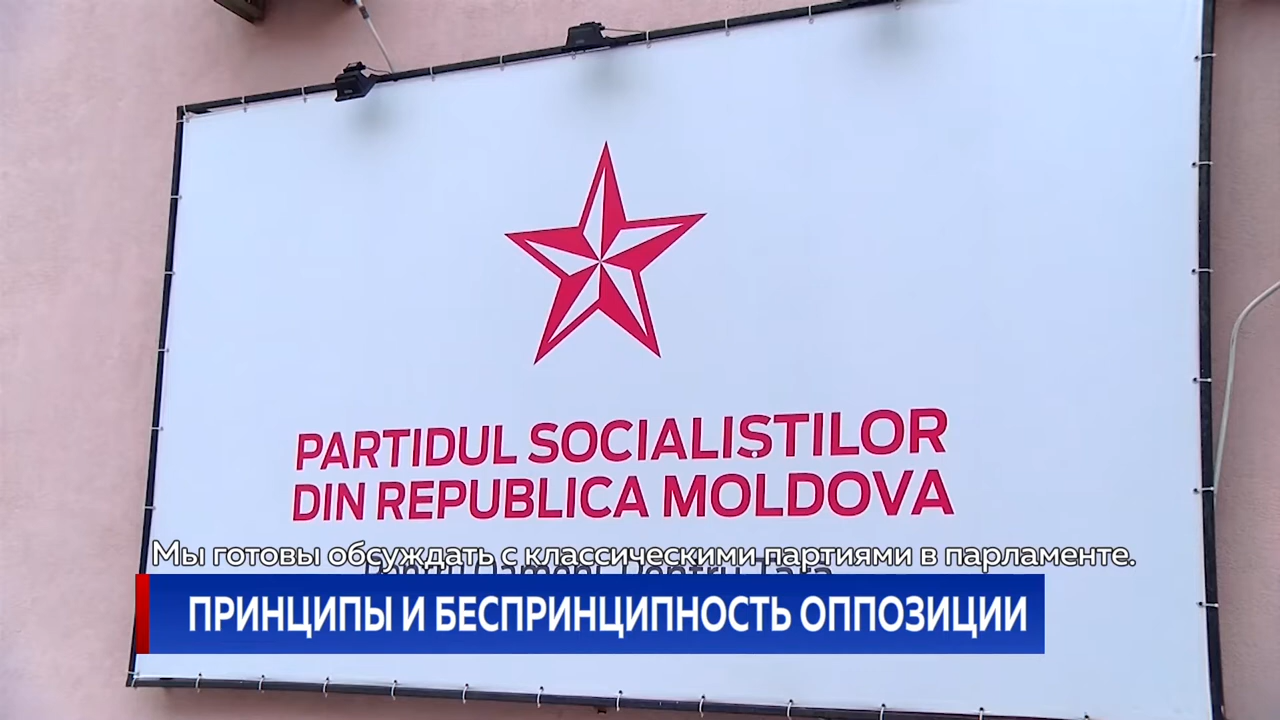 PARTIDUL SOCIALIȘTILOR
DIN REPUBLICA MOLDOVA
Мы готовы обсуждать с классическими партиями в парламенте.
ПРИНЦИПЫ И БЕСПРИНЦИПНОСТЬ ОППОЗИЦИИ